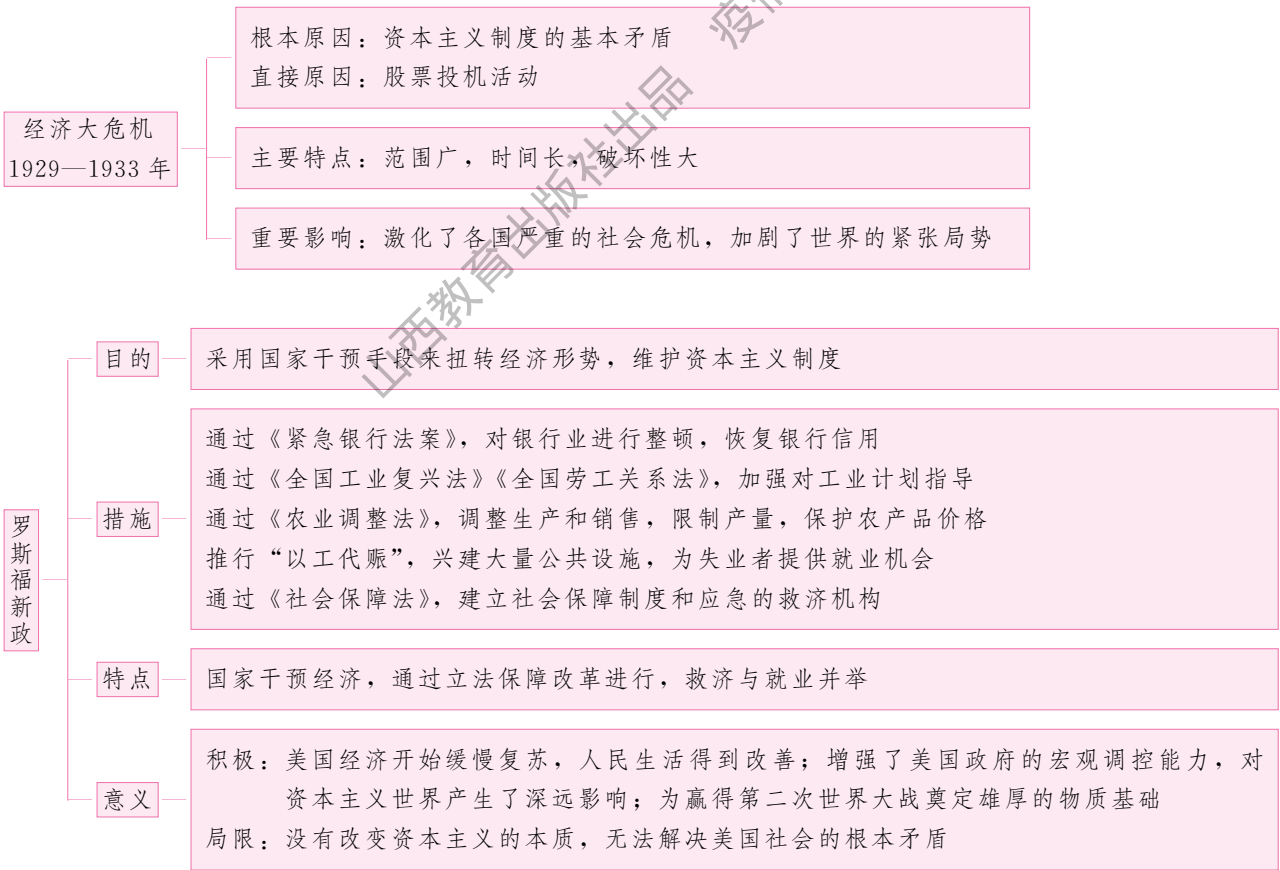 经济大危机
1929—1933 年
根本原因：资本主义制度的基本矛盾
直接原因：股票投机活动
主要特点：范围广，时间长，破坏性大
重要影响：激化了各国严重的社会危机，加剧了世界的紧张局势
罗斯福新政
目的
采用国家干预手段来扭转经济形势，维护资本主义制度
措施
通过《紧急银行法案》，对银行业进行整顿，恢复银行信用
通过《全国工业复兴法》《全国劳工关系法》，加强对工业计划指导
通过《农业调整法》，调整生产和销售，限制产量，保护农产品价格
推行“以工代赈”，兴建大量公共设施，为失业者提供就业机会
通过《社会保障法》，建立社会保障制度和应急的救济机构
特点
国家干预经济，通过立法保障改革进行，救济与就业并举
意义
积极：美国经济开始缓慢复苏，人民生活得到改善；增强了美国政府的宏观调控能力，对
资本主义世界产生了深远影响；为赢得第二次世界大战奠定雄厚的物质基础
局限：没有改变资本主义的本质，无法解决美国社会的根本矛盾
山西教育出版社出品 疫